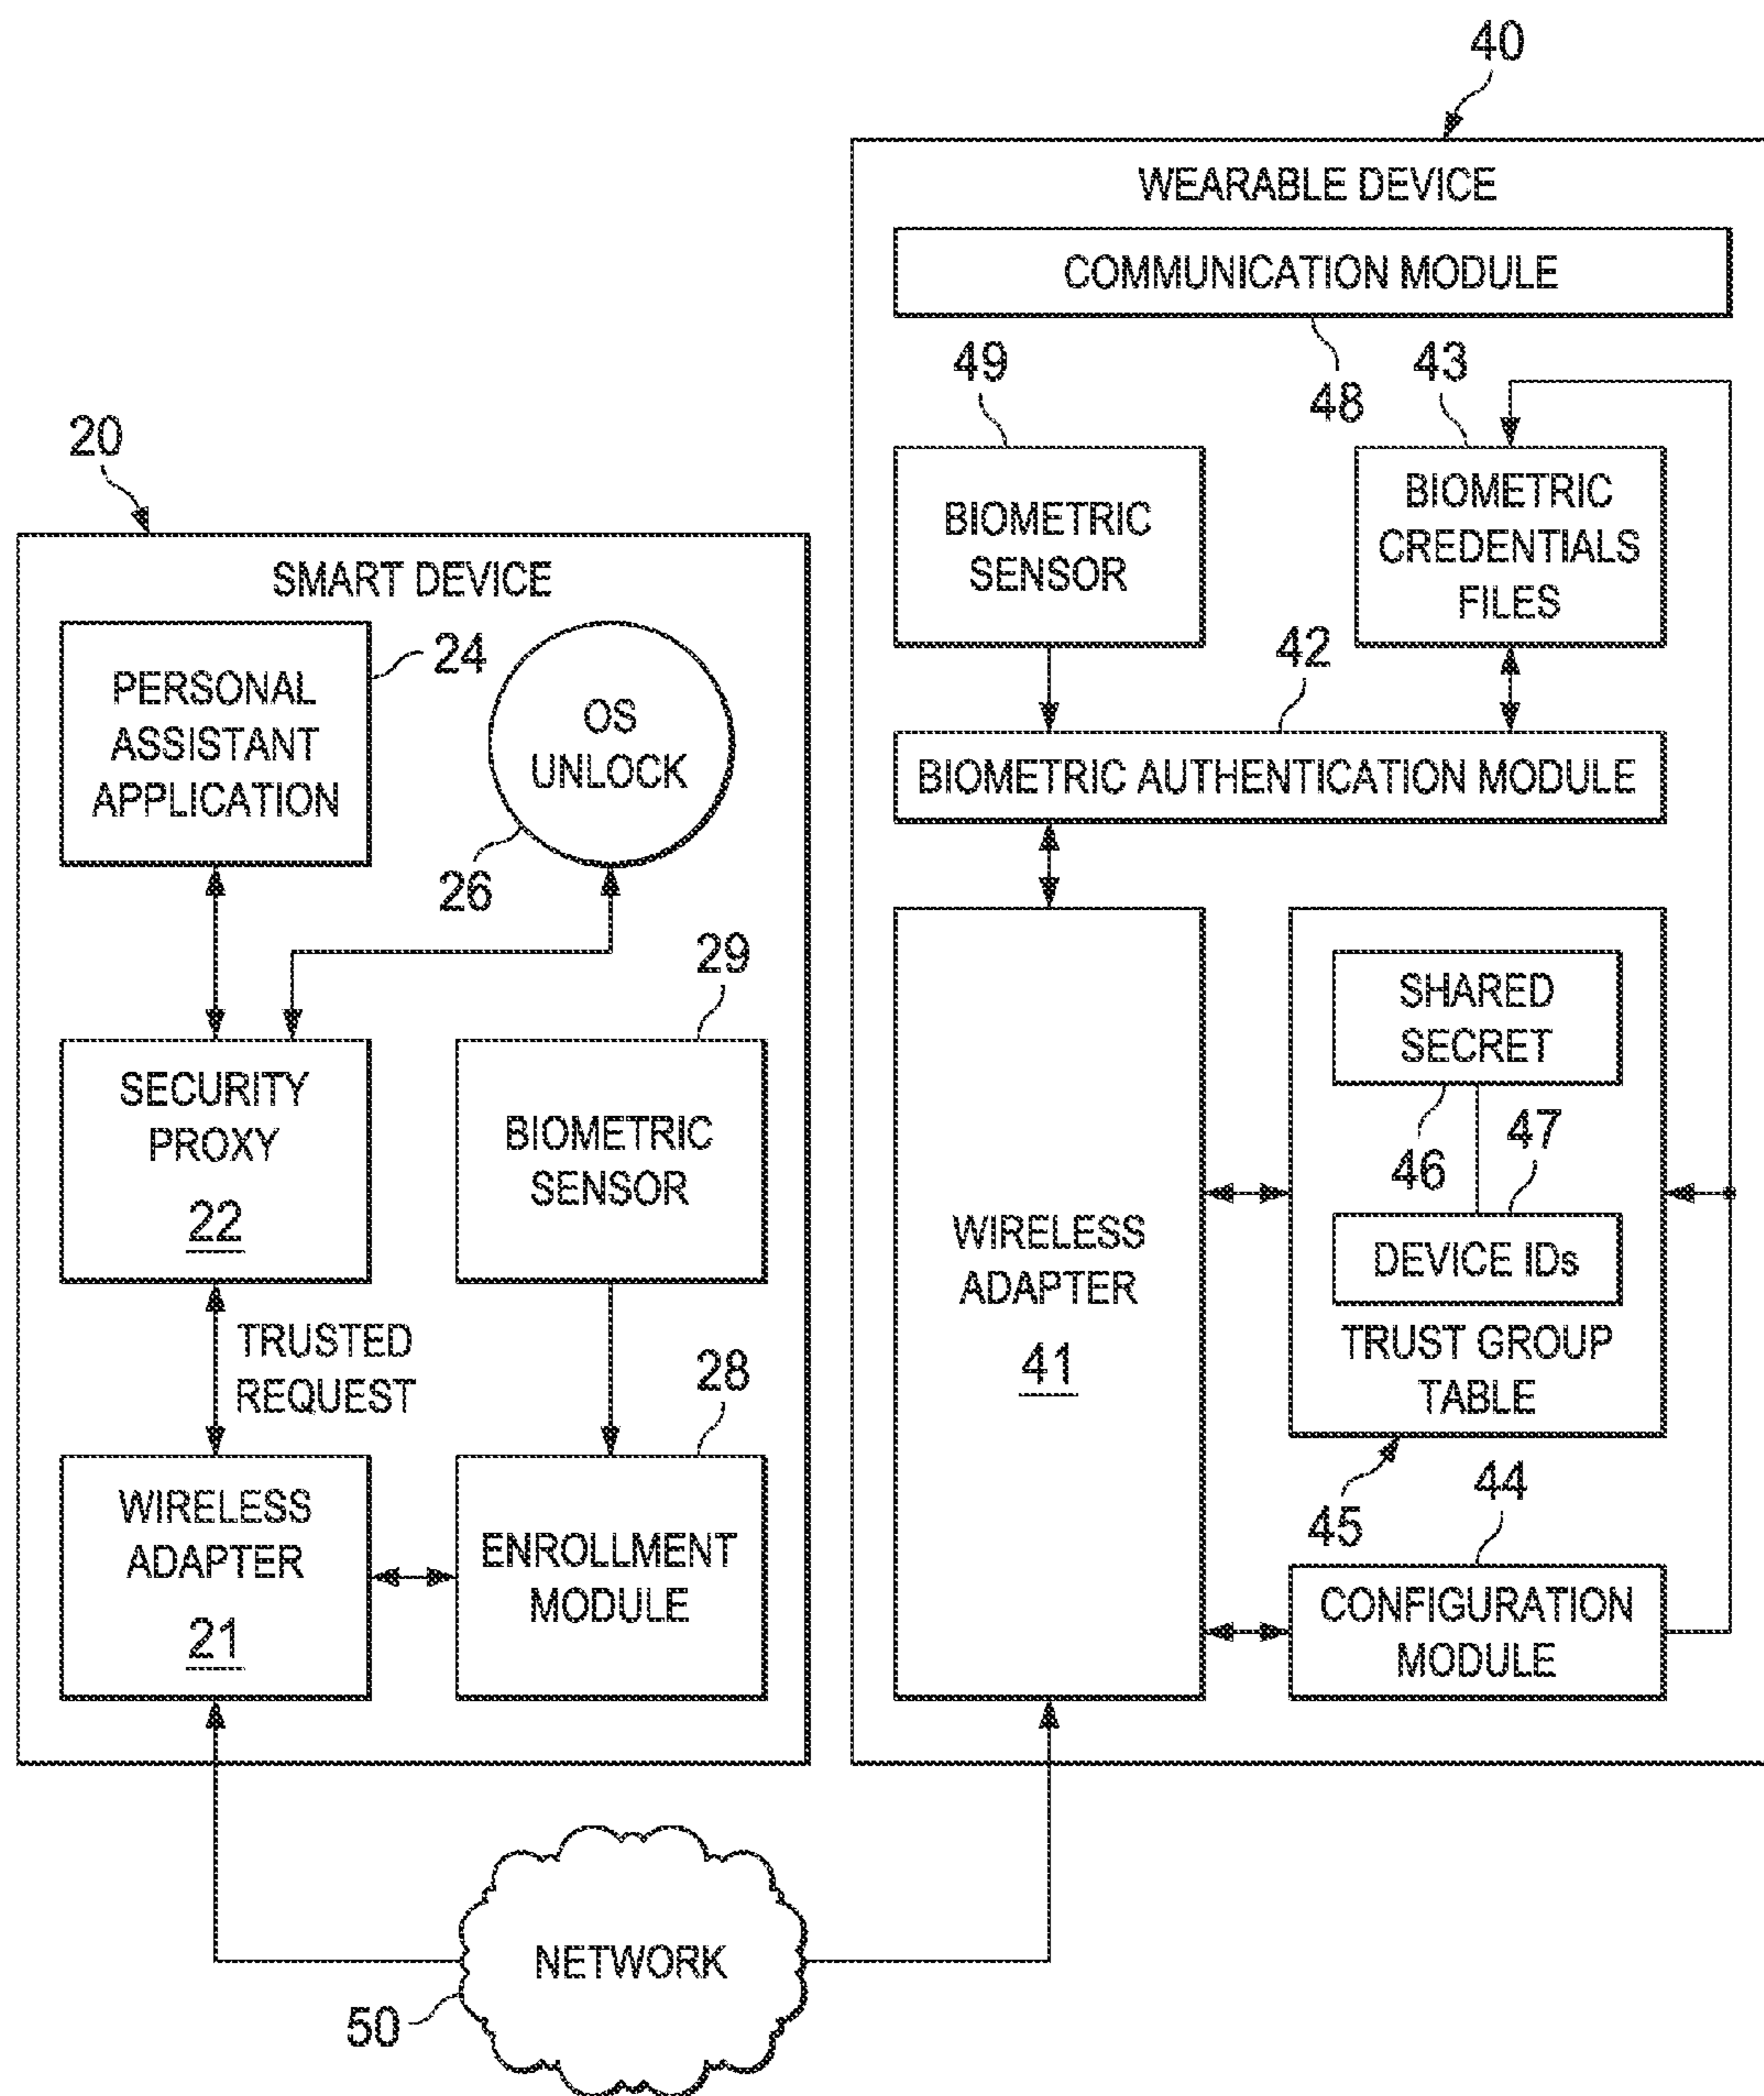 40
WEARABLE DEVICE
COMMUNICATION MODULE
48
49
43
BIOMETRIC
SENSOR
BIOMETRIC
CREDENTIALS
FILES
42
BIOMETRIC AUTHENTICATION MODULE
WIRELESS
ADAPTER
41
SHARED
SECRET
46
47
DEVICE IDs
TRUST GROUP
TABLE
45
44
CONFIGURATION
MODULE
20
SMART DEVICE
PERSONAL
ASSISTANT
APPLICATION
24
OS
UNLOCK
26
29
SECURITY
PROXY
22
BIOMETRIC
SENSOR
TRUSTED
REQUEST
28
WIRELESS
ADAPTER
21
ENROLLMENT
MODULE
NETWORK
50